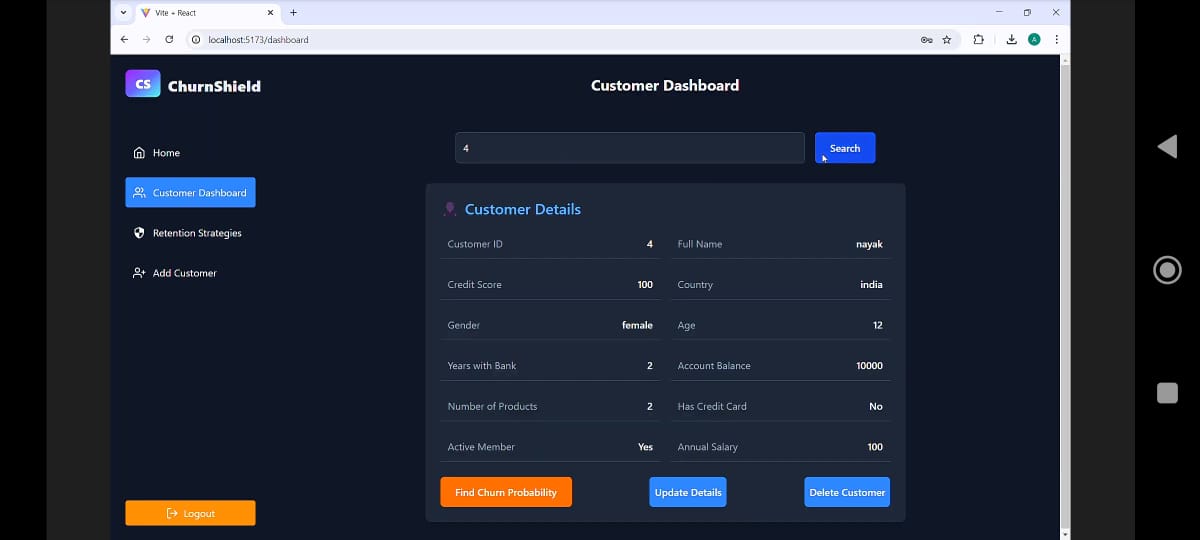 Vite + React
localhost:5173/dashboard
A
CS ChurnShield
Customer Dashboard
Home
Customer Dashboard
Retention Strategies
Add Customer
Logout
4
Search
Customer Details
Customer ID 4 Full Name nayak
Credit Score 100 Country india
Gender female Age 12
Years with Bank 2 Account Balance 10000
Number of Products 2 Has Credit Card No
Active Member Yes Annual Salary 100
Find Churn Probability Update Details Delete Customer